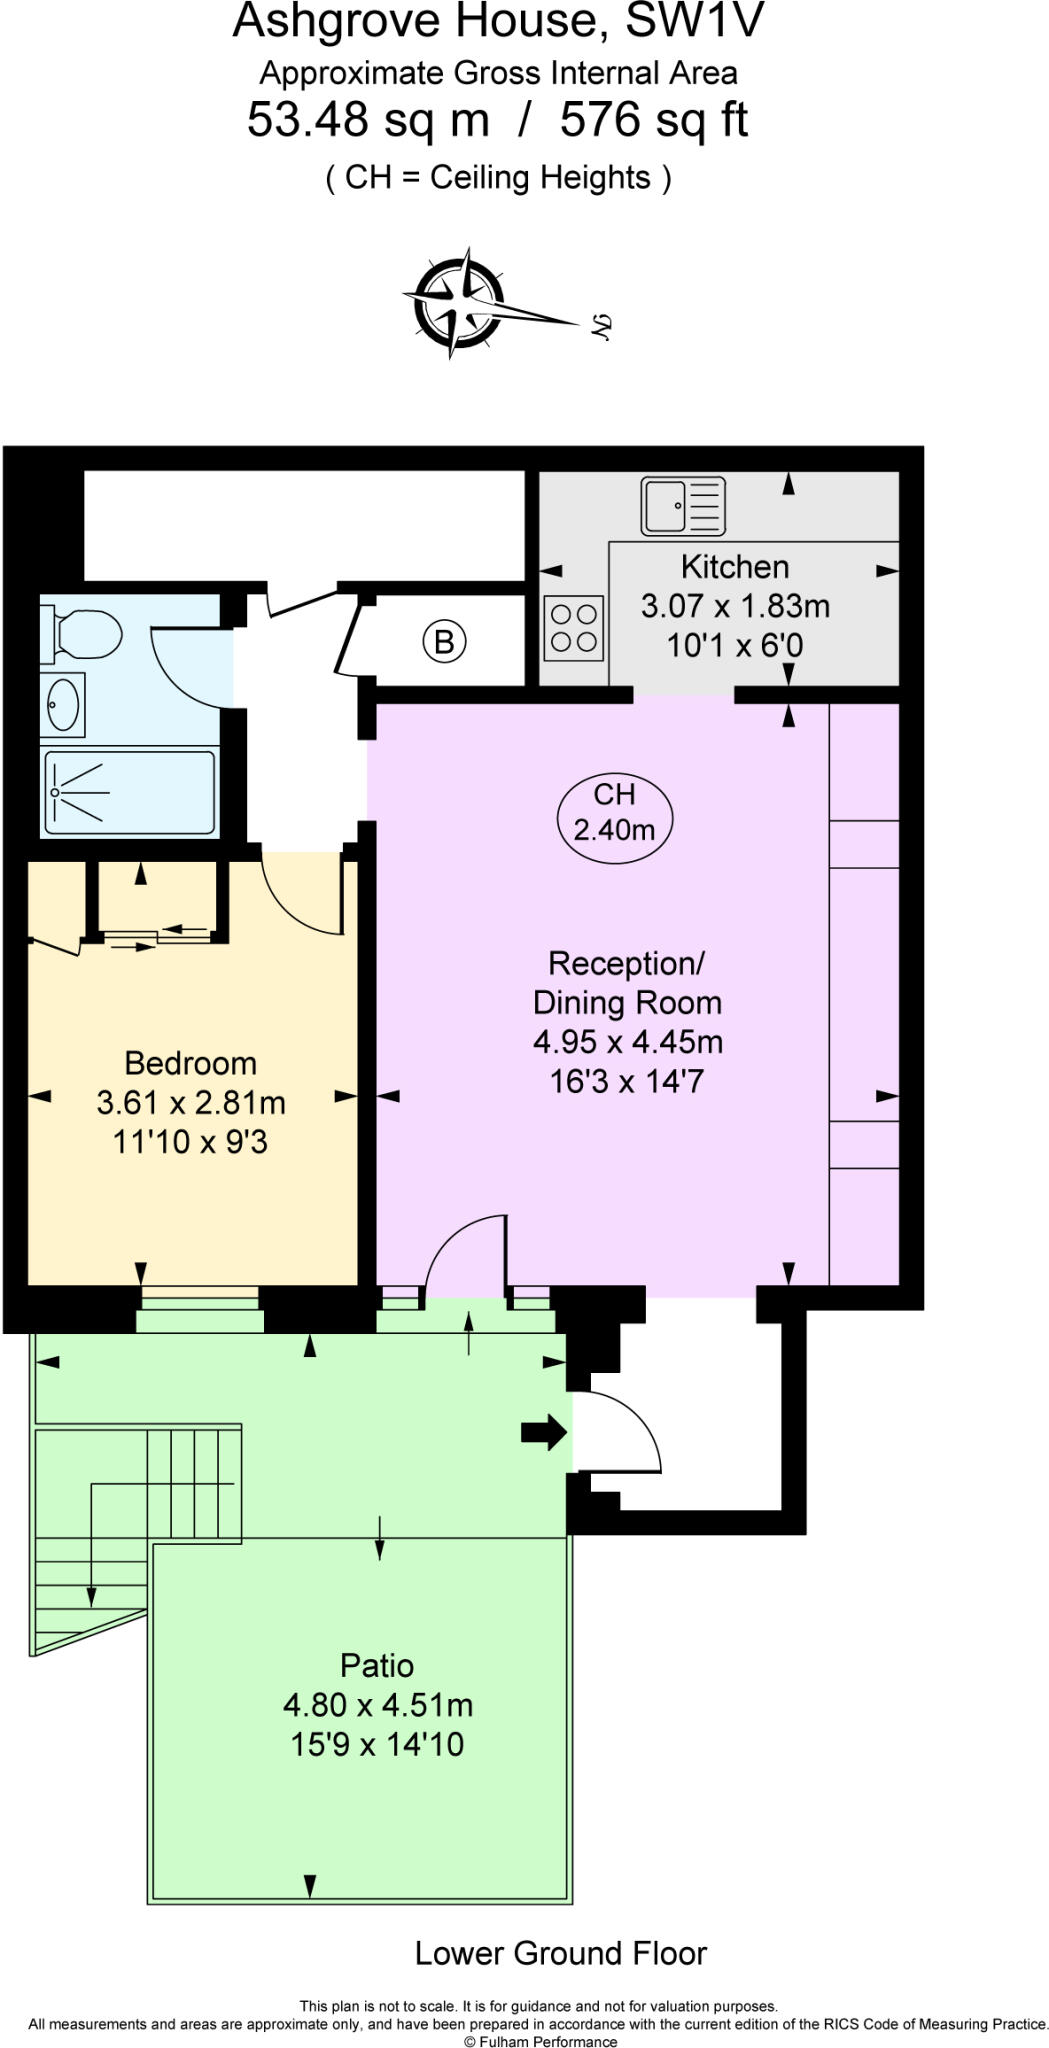 Ashgrove House, SW1V
Approximate Gross Internal Area
53.48 sq m / 576 sq ft
( CH = Ceiling Heights )
N
Kitchen
3.07 x 1.83m
10'1 x 6'0
B
CH
2.40m
Reception/
Dining Room
4.95 x 4.45m
16'3 x 14'7
Bedroom
3.61 x 2.81m
11'10 x 9'3
Patio
4.80 x 4.51m
15'9 x 14'10
Lower Ground Floor
This plan is not to scale. It is for guidance and not for valuation purposes.
All measurements and areas are approximate only, and have been prepared in accordance with the current edition of the RICS Code of Measuring Practice.
© Fulham Performance